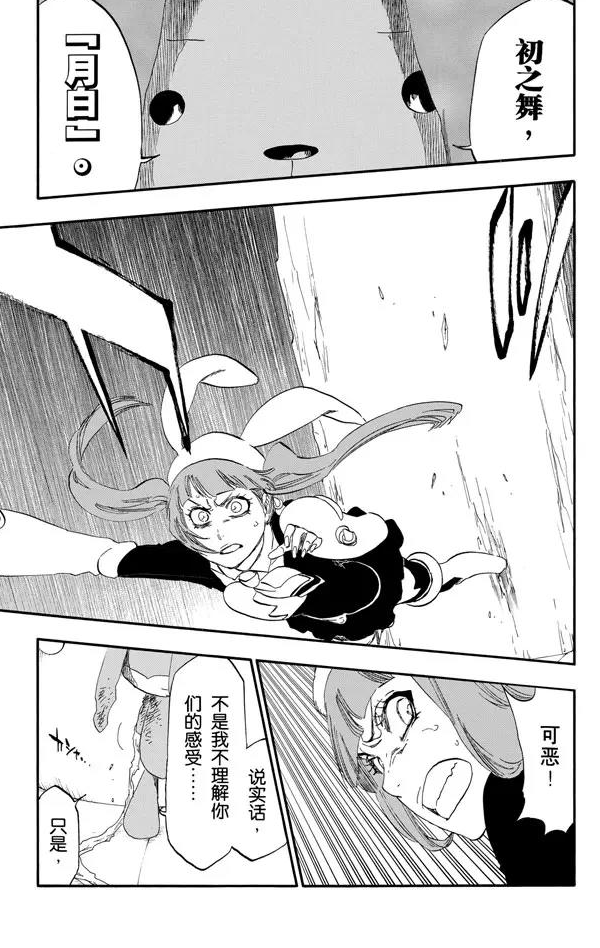 初之舞，
『月白』。
可恶！
说实话，
不是我不理解你
们的感受……
只是，